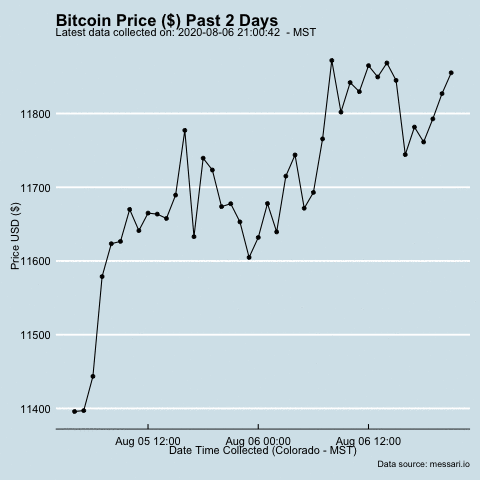 Bitcoin Price ($) Past 2 Days
Latest data collected on: 2020-08-06 21:00:42  - MST
Price USD ($)
11800
11700
11600
11500
11400
Aug 05 12:00 Aug 06 00:00 Aug 06 12:00
Date Time Collected (Colorado - MST)
Data source: messari.io